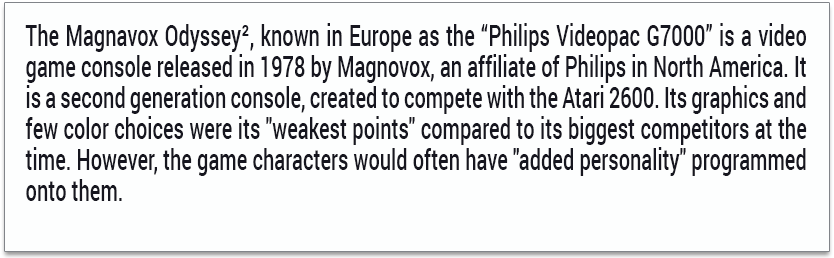 The Magnavox Odyssey², known in Europe as the “Philips Videopac G7000” is a video
game console released in 1978 by Magnovox, an affiliate of Philips in North America. It
is a second generation console, created to compete with the Atari 2600. Its graphics and
few color choices were its "weakest points" compared to its biggest competitors at the
time. However, the game characters would often have "added personality" programmed
onto them.